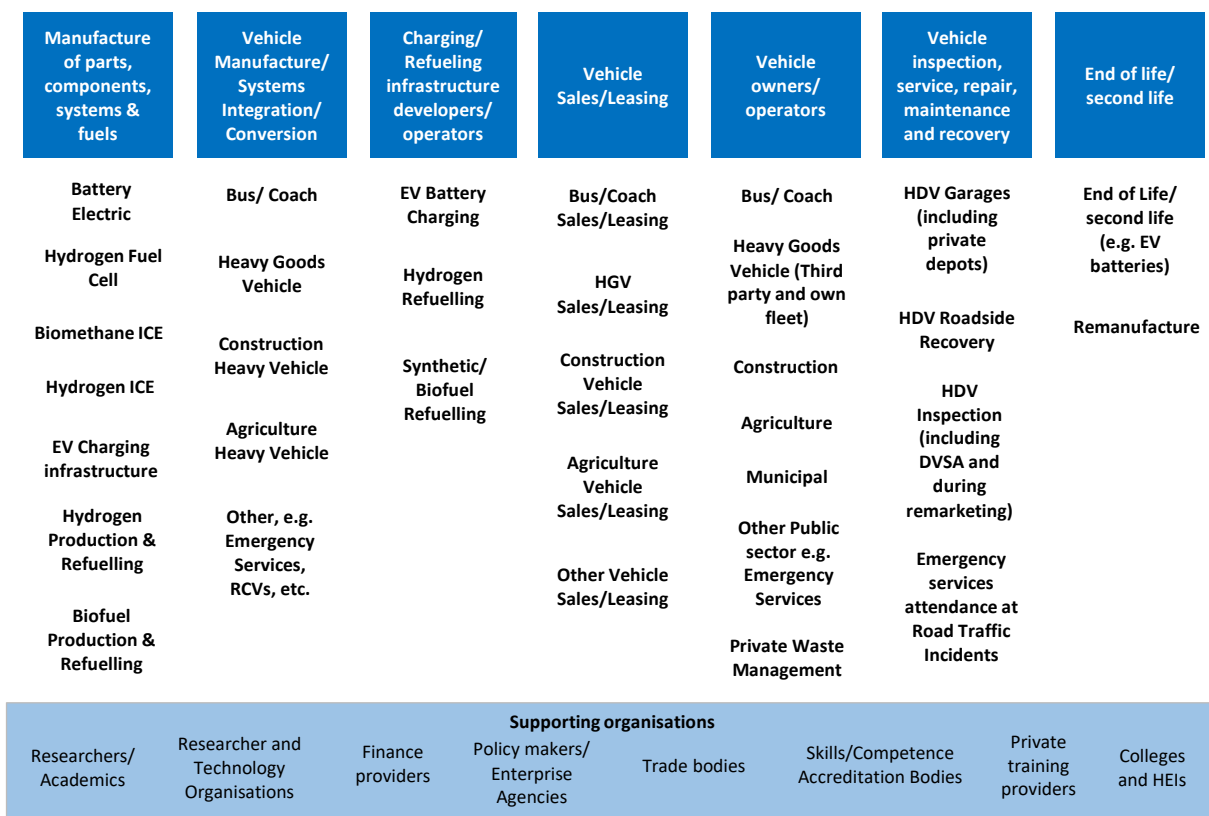 Manufacture
of parts,
components,
systems &
fuels
Vehicle
Manufacture/
Systems
Integration/
Conversion
Charging/
Refueling
infrastructure
developers/
operators
Vehicle
Sales/Leasing
Vehicle
owners/
operators
Vehicle
inspection,
service, repair,
maintenance
and recovery
End of life/
second life
Battery
Electric
Hydrogen Fuel
Cell
Biomethane ICE
Hydrogen ICE
EV Charging
infrastructure
Hydrogen
Production &
Refuelling
Biofuel
Production &
Refuelling
Bus/ Coach
Heavy Goods
Vehicle
Construction
Heavy Vehicle
Agriculture
Heavy Vehicle
Other, e.g.
Emergency
Services,
RCVs, etc.
EV Battery
Charging
Hydrogen
Refuelling
Synthetic/
Biofuel
Refuelling
Bus/Coach
Sales/Leasing
HGV
Sales/Leasing
Construction
Vehicle
Sales/Leasing
Agriculture
Vehicle
Sales/Leasing
Other Vehicle
Sales/Leasing
Bus/ Coach
Heavy Goods
Vehicle (Third
party and own
fleet)
Construction
Agriculture
Municipal
Other Public
sector e.g.
Emergency
Services
Private Waste
Management
HDV Garages
(including
private
depots)
HDV Roadside
Recovery
HDV
Inspection
(including
DVSA and
during
remarketing)
Emergency
services
attendance at
Road Traffic
Incidents
End of Life/
second life
(e.g. EV
batteries)
Remanufacture
Supporting organisations
Researchers/
Academics
Researcher and
Technology
Organisations
Finance
providers
Policy makers/
Enterprise
Agencies
Trade bodies
Skills/Competence
Accreditation Bodies
Private
training
providers
Colleges
and HEIs